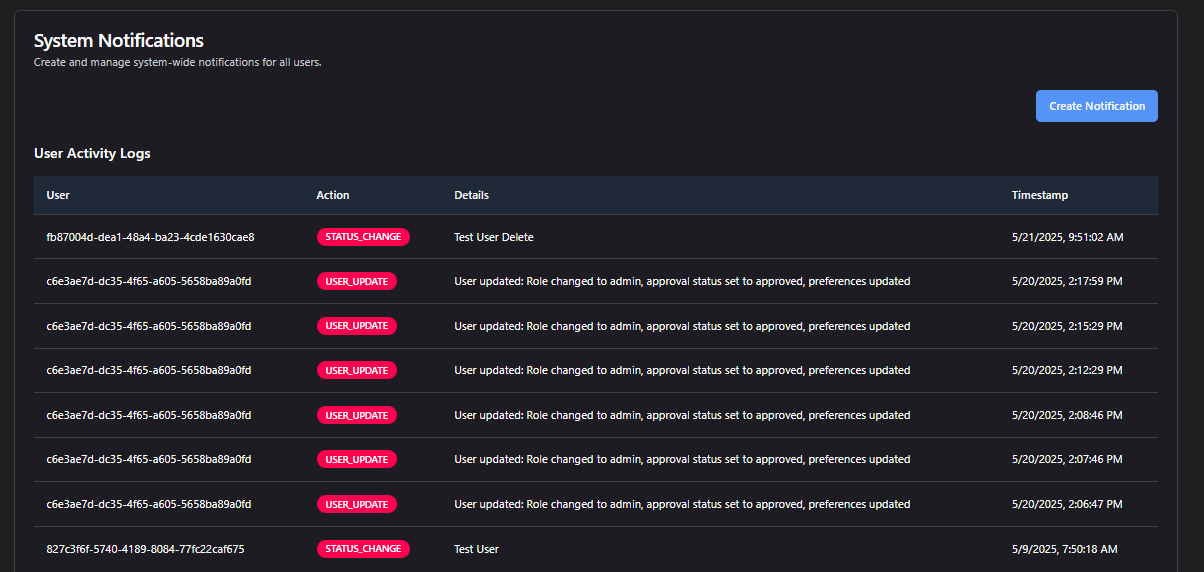 System Notifications
Create and manage system-wide notifications for all users.
Create Notification
User Activity Logs
User Action Details Timestamp
fb87004d-dea1-48a4-ba23-4cde1630cae8 STATUS_CHANGE Test User Delete 5/21/2025, 9:51:02 AM
c6e3ae7d-dc35-4f65-a605-5658ba89a0fd USER_UPDATE User updated: Role changed to admin, approval status set to approved, preferences updated 5/20/2025, 2:17:59 PM
c6e3ae7d-dc35-4f65-a605-5658ba89a0fd USER_UPDATE User updated: Role changed to admin, approval status set to approved, preferences updated 5/20/2025, 2:15:29 PM
c6e3ae7d-dc35-4f65-a605-5658ba89a0fd USER_UPDATE User updated: Role changed to admin, approval status set to approved, preferences updated 5/20/2025, 2:12:29 PM
c6e3ae7d-dc35-4f65-a605-5658ba89a0fd USER_UPDATE User updated: Role changed to admin, approval status set to approved, preferences updated 5/20/2025, 2:08:46 PM
c6e3ae7d-dc35-4f65-a605-5658ba89a0fd USER_UPDATE User updated: Role changed to admin, approval status set to approved, preferences updated 5/20/2025, 2:07:46 PM
c6e3ae7d-dc35-4f65-a605-5658ba89a0fd USER_UPDATE User updated: Role changed to admin, approval status set to approved, preferences updated 5/20/2025, 2:06:47 PM
827c3f6f-5740-4189-8084-77fc22caf675 STATUS_CHANGE Test User 5/9/2025, 7:50:18 AM